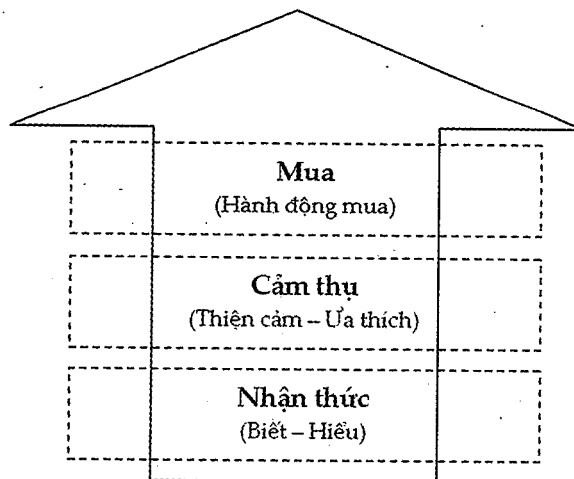 Mua
(Hành động mua)
Cảm thụ
(Thiện cảm – Ưa thích)
Nhận thức
(Biết – Hiểu)